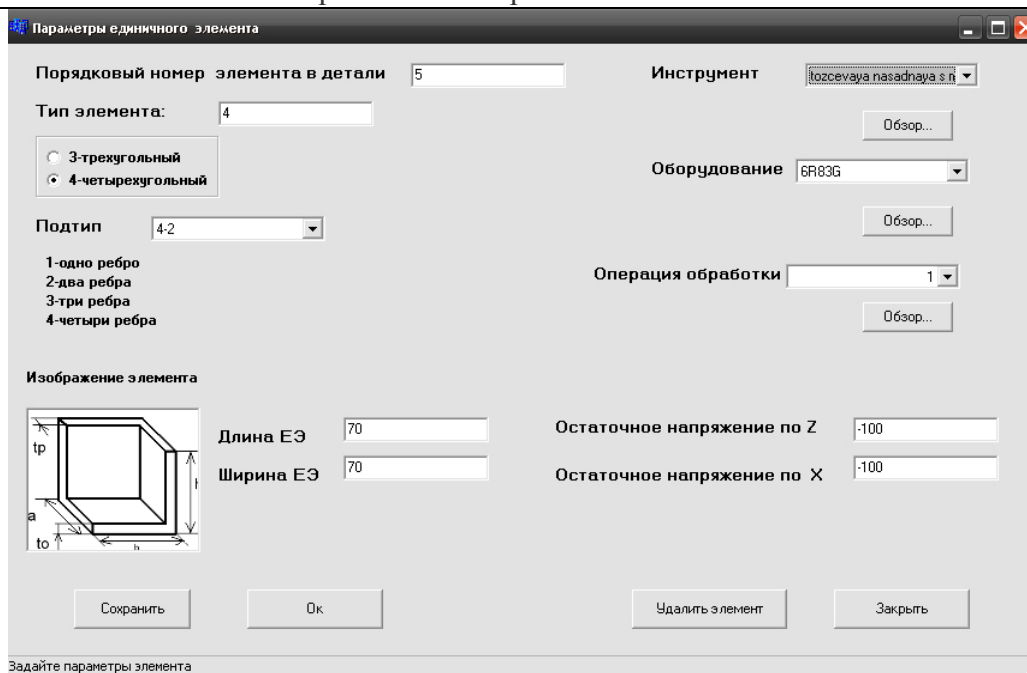 Параметры единичного элемента
Порядковый номер элемента в детали 5
Инструмент tozcevaya nasadnaya s n
Тип элемента: 4
Обзор...
3-трехугольный
4-четырехугольный
Оборудование 6R83G
Подтип 4-2
Обзор...
1-одно ребро
2-два ребра
3-три ребра
4-четыри ребра
Операция обработки 1
Обзор...
Изображение элемента
tp
a
to
h
Длина ЕЭ 70
Ширина ЕЭ 70
Остаточное напряжение по Z -100
Остаточное напряжение по X -100
Сохранить
Ок
Удалить элемент
Закрыть
Задайте параметры элемента